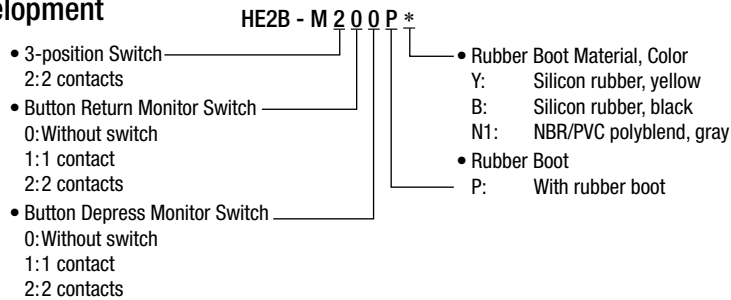 elopment
HE2B - M 2 0 0 P *
• 3-position Switch
2:2 contacts
• Button Return Monitor Switch
0:Without switch
1:1 contact
2:2 contacts
• Button Depress Monitor Switch
0:Without switch
1:1 contact
2:2 contacts
• Rubber Boot Material, Color
Y: Silicon rubber, yellow
B: Silicon rubber, black
N1: NBR/PVC polyblend, gray
• Rubber Boot
P: With rubber boot